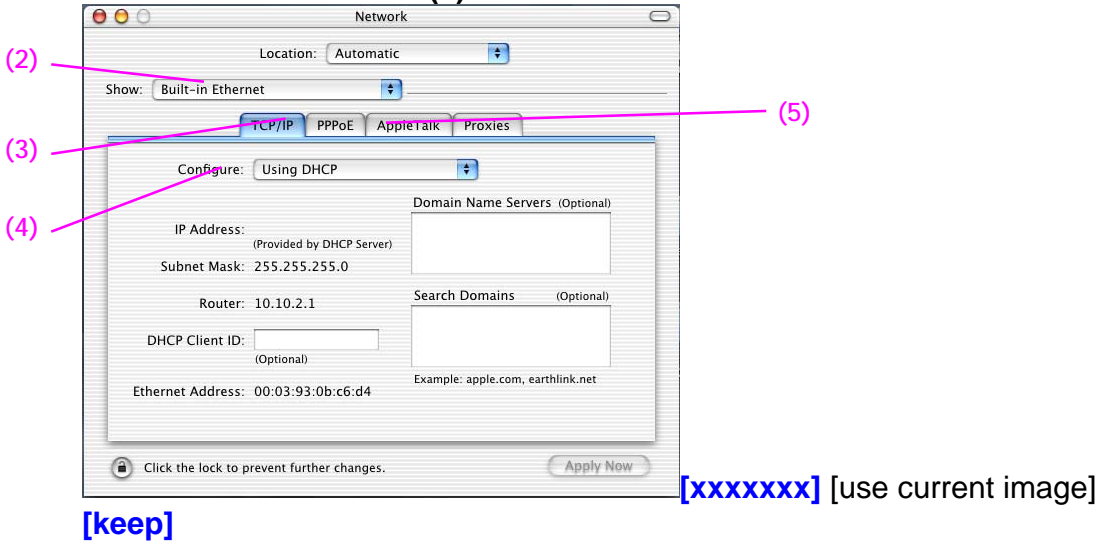 Network
Location: Automatic
(2)
Show: Built-in Ethernet
(5)
TCP/IP PPPoE AppleTalk Proxies
(3)
Configure: Using DHCP
Domain Name Servers (Optional)
(4)
IP Address:
(Provided by DHCP Server)
Subnet Mask: 255.255.255.0
Search Domains (Optional)
Router: 10.10.2.1
DHCP Client ID:
(Optional)
Example: apple.com, earthlink.net
Ethernet Address: 00:03:93:0b:c6:d4
Click the lock to prevent further changes. Apply Now
[xxxxxxx] [use current image]
[keep]